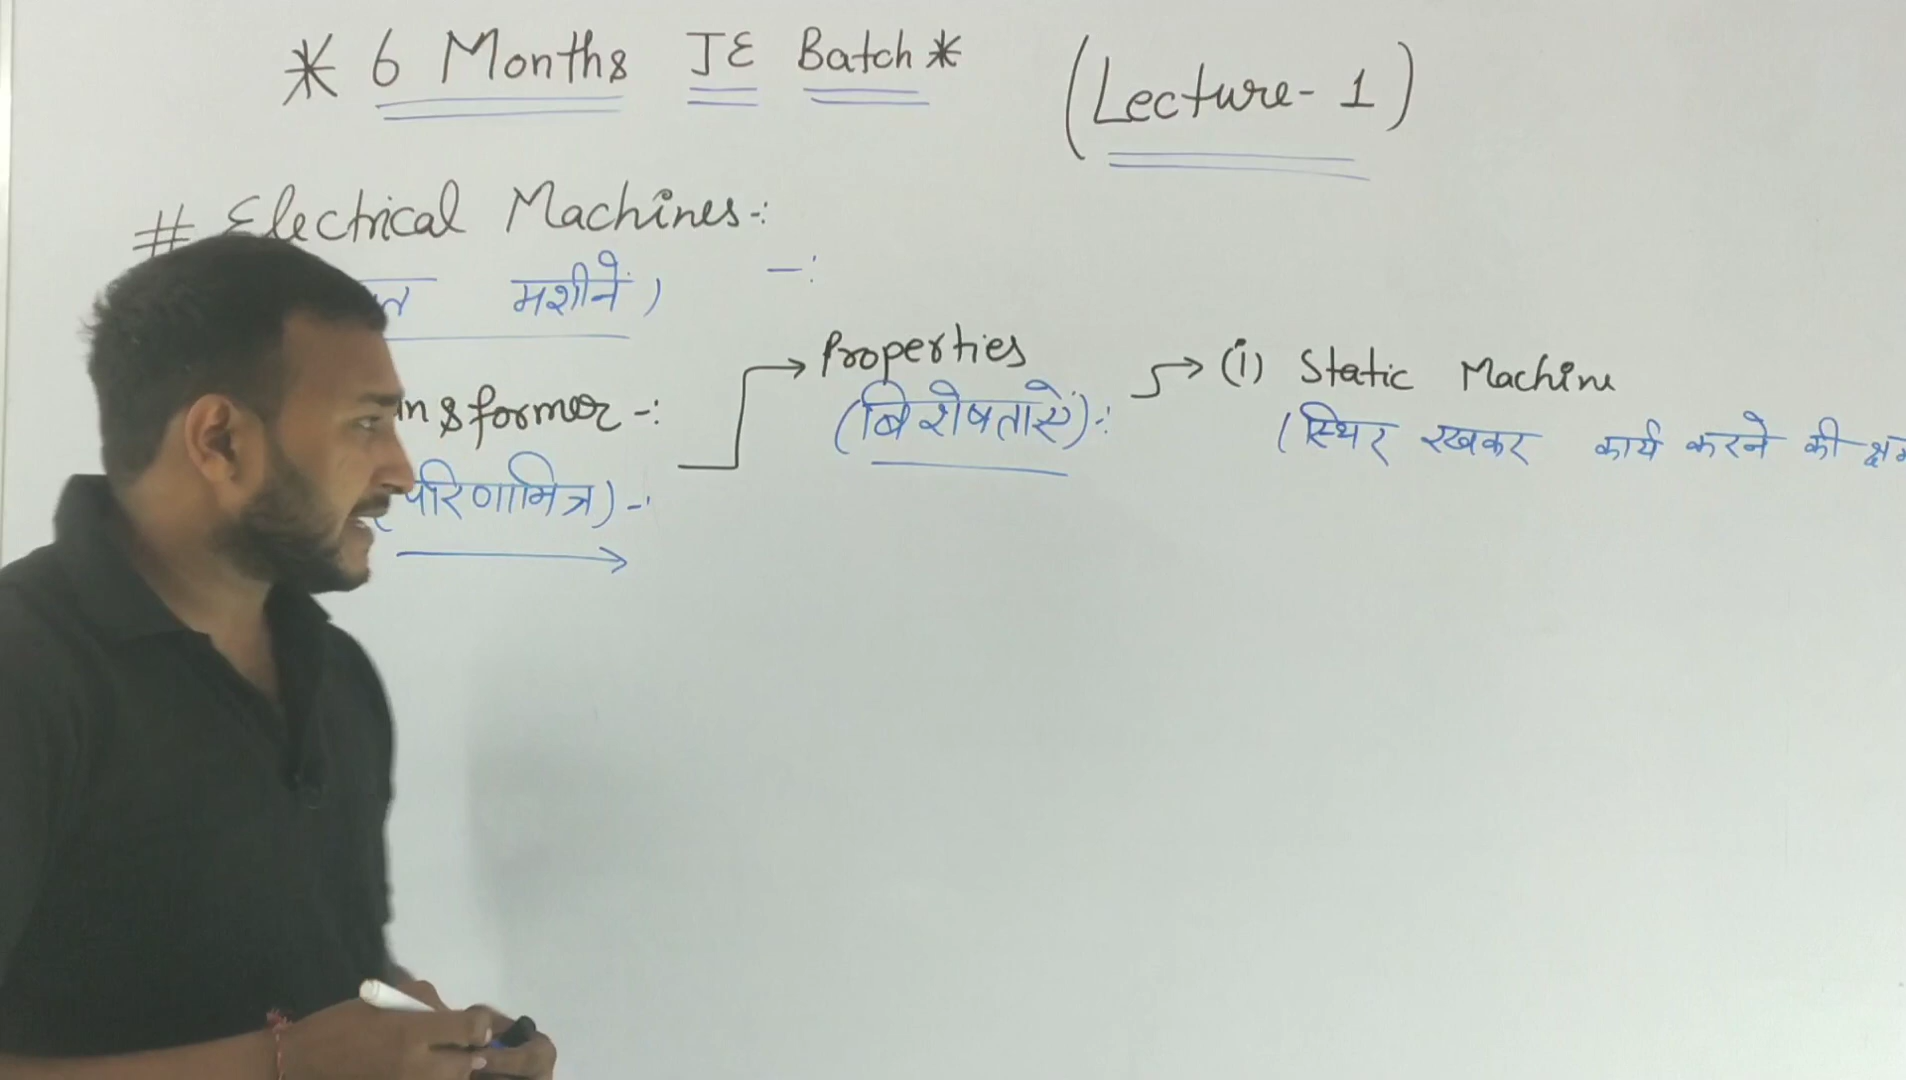 * 6 Months JE Batch *
(Lecture- 1)
# Electrical Machines-:
मशीनें) -:
Properties
(विशेषताऐं)-:
(i) Static Machine
(स्थिर रखकर कार्य करने की
nsformer-:
(परिणामित्र)-: